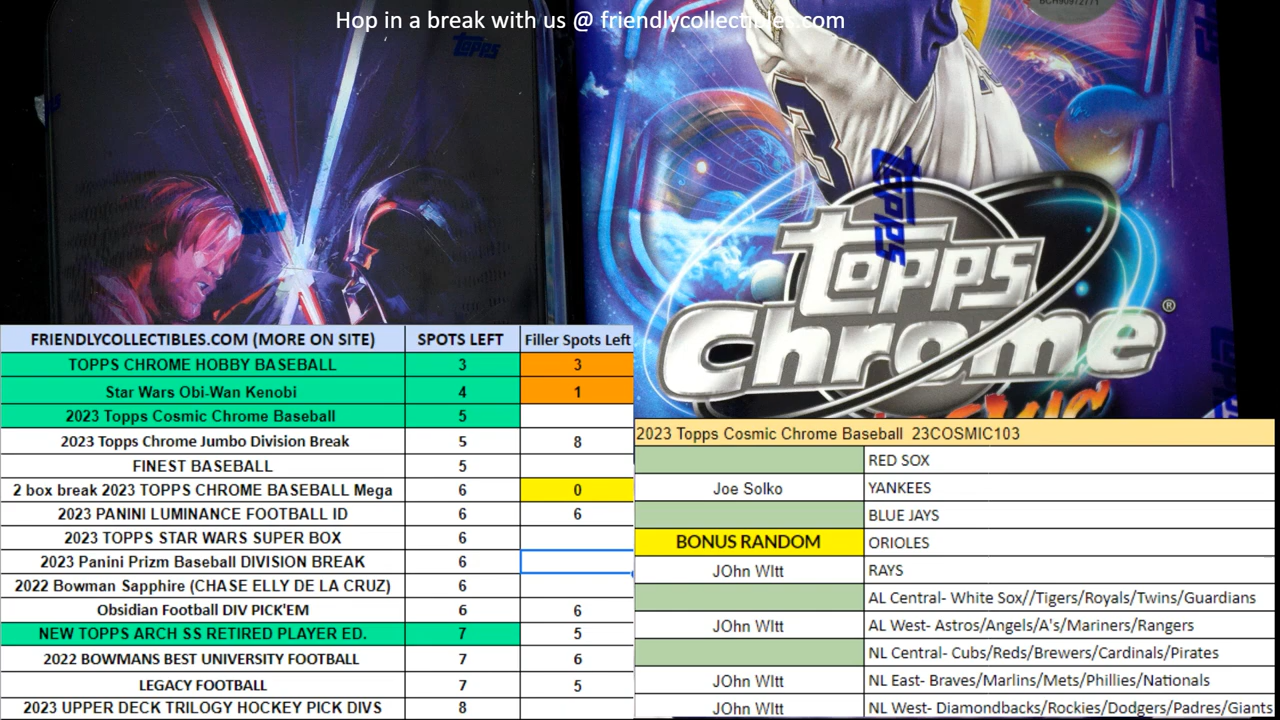 Hop in a break with us @ friendlycollectibles.com
BCH90972771
topps
3
topps
topps
Chrome®
COSMIC
FRIENDLYCOLLECTIBLES.COM (MORE ON SITE) SPOTS LEFT Filler Spots Left
TOPPS CHROME HOBBY BASEBALL 3 3
Star Wars Obi-Wan Kenobi 4 1
2023 Topps Cosmic Chrome Baseball 5
2023 Topps Chrome Jumbo Division Break 5 8
FINEST BASEBALL 5
2 box break 2023 TOPPS CHROME BASEBALL Mega 6 0
2023 PANINI LUMINANCE FOOTBALL ID 6 6
2023 TOPPS STAR WARS SUPER BOX 6
2023 Panini Prizm Baseball DIVISION BREAK 6
2022 Bowman Sapphire (CHASE ELLY DE LA CRUZ) 6
Obsidian Football DIV PICK'EM 6 6
NEW TOPPS ARCH SS RETIRED PLAYER ED. 7 5
2022 BOWMANS BEST UNIVERSITY FOOTBALL 7 6
LEGACY FOOTBALL 7 5
2023 UPPER DECK TRILOGY HOCKEY PICK DIVS 8
2023 Topps Cosmic Chrome Baseball 23COSMIC103
RED SOX
Joe Solko YANKEES
BLUE JAYS
BONUS RANDOM ORIOLES
JOhn WItt RAYS
AL Central- White Sox//Tigers/Royals/Twins/Guardians
JOhn WItt AL West- Astros/Angels/A's/Mariners/Rangers
NL Central- Cubs/Reds/Brewers/Cardinals/Pirates
JOhn WItt NL East- Braves/Marlins/Mets/Phillies/Nationals
JOhn WItt NL West- Diamondbacks/Rockies/Dodgers/Padres/Giants